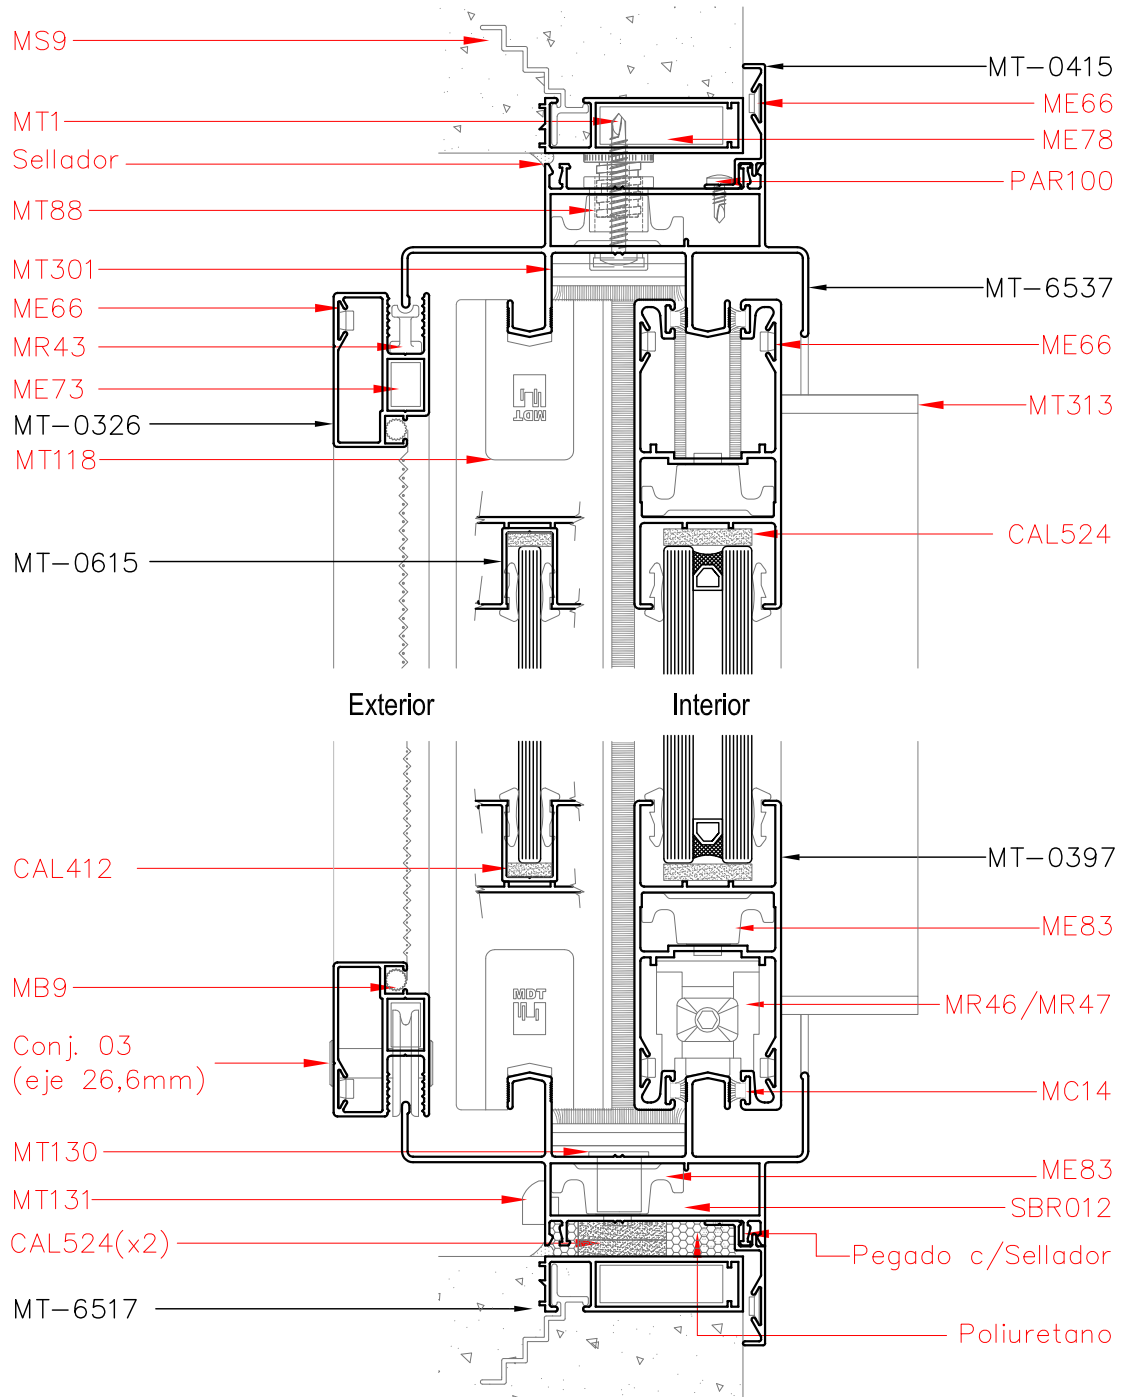 MS9
MT-0415
ME66
MT1
ME78
Sellador
PAR100
MT88
MT301
MT-6537
ME66
MR43
ME66
ME73
MT313
MT-0326
MT118
MDT
CAL524
MT-0615
Exterior
Interior
MT-0397
CAL412
ME83
MB9
MDT
MR46/MR47
Conj. 03
(eje 26,6mm)
MC14
MT130
ME83
MT131
SBR012
CAL524(x2)
Pegado c/Sellador
MT-6517
Poliuretano